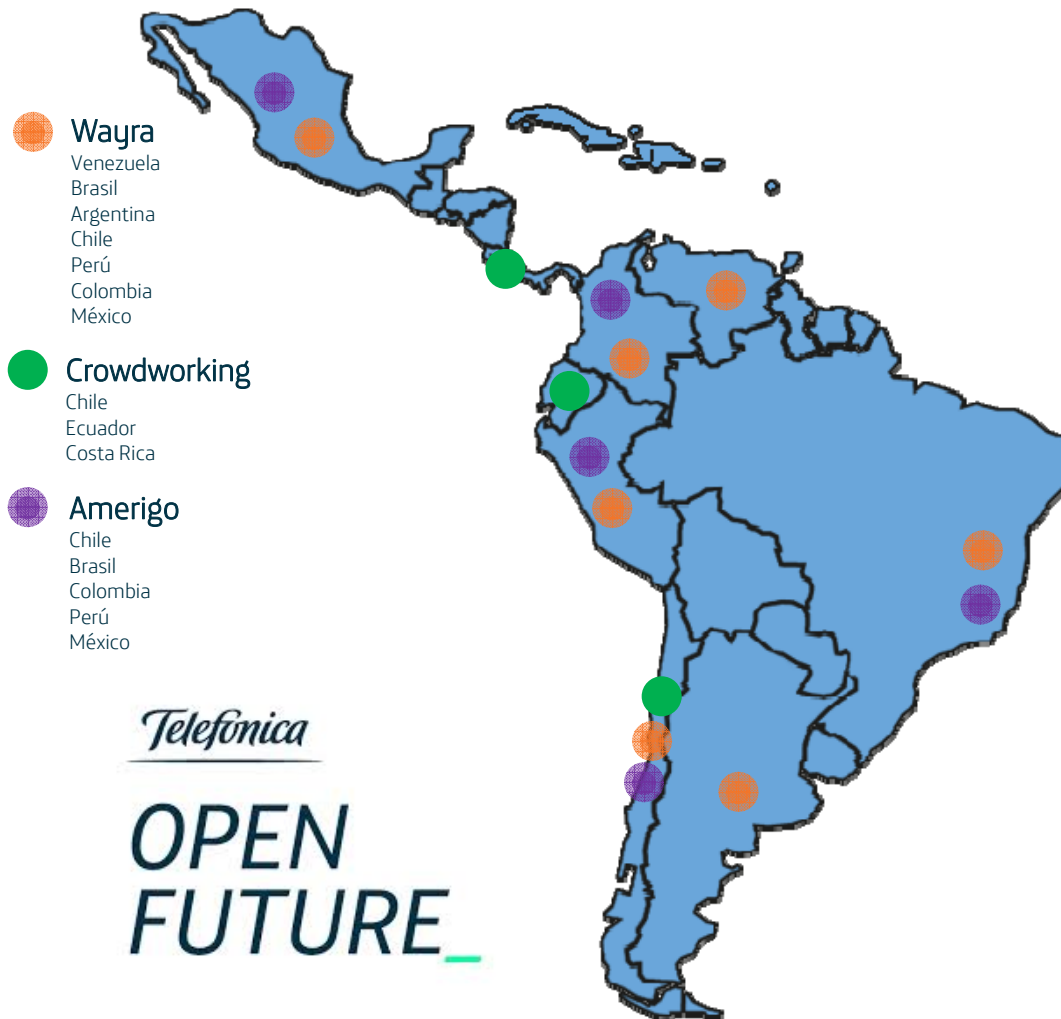 Wayra
Venezuela
Brasil
Argentina
Chile
Perú
Colombia
México
Crowdworking
Chile
Ecuador
Costa Rica
Amerigo
Chile
Brasil
Colombia
Perú
México
Telefónica
OPEN
FUTURE_